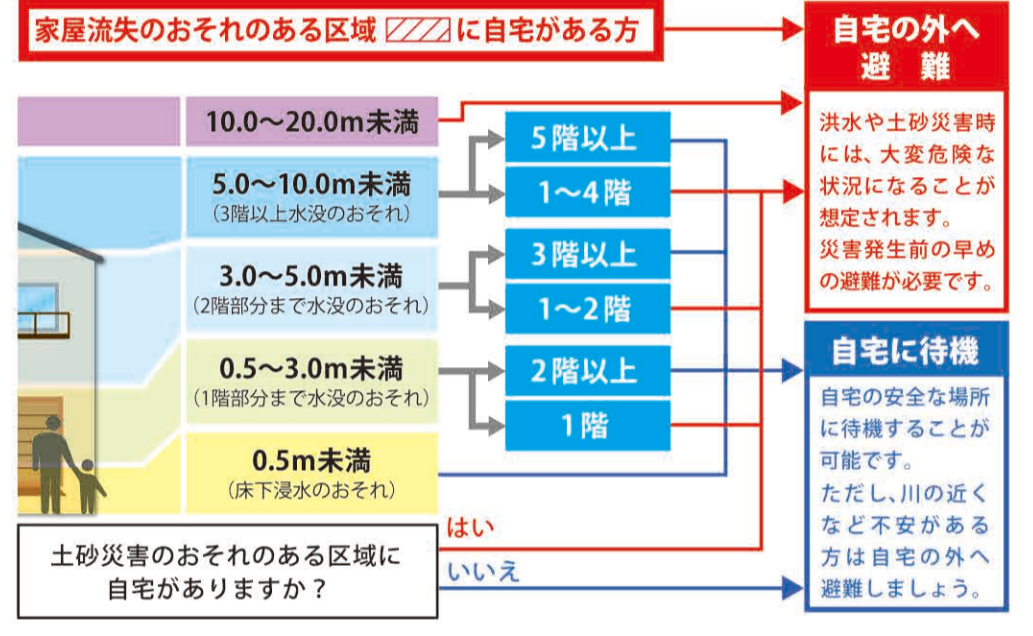 家屋流失のおそれのある区域 に自宅がある方
自宅の外へ
避　難
洪水や土砂災害時
には、大変危険な
状況になることが
想定されます。
災害発生前の早め
の避難が必要です。
10.0〜20.0m未満
5.0〜10.0m未満
（3階以上水没のおそれ）
5階以上
1〜4階
3.0〜5.0m未満
（2階部分まで水没のおそれ）
3階以上
1〜2階
0.5〜3.0m未満
（1階部分まで水没のおそれ）
2階以上
1階
0.5m未満
（床下浸水のおそれ）
自宅に待機
自宅の安全な場所
に待機することが
可能です。
ただし、川の近く
など不安がある
方は自宅の外へ
避難しましょう。
土砂災害のおそれのある区域に
自宅がありますか？
はい
いいえ